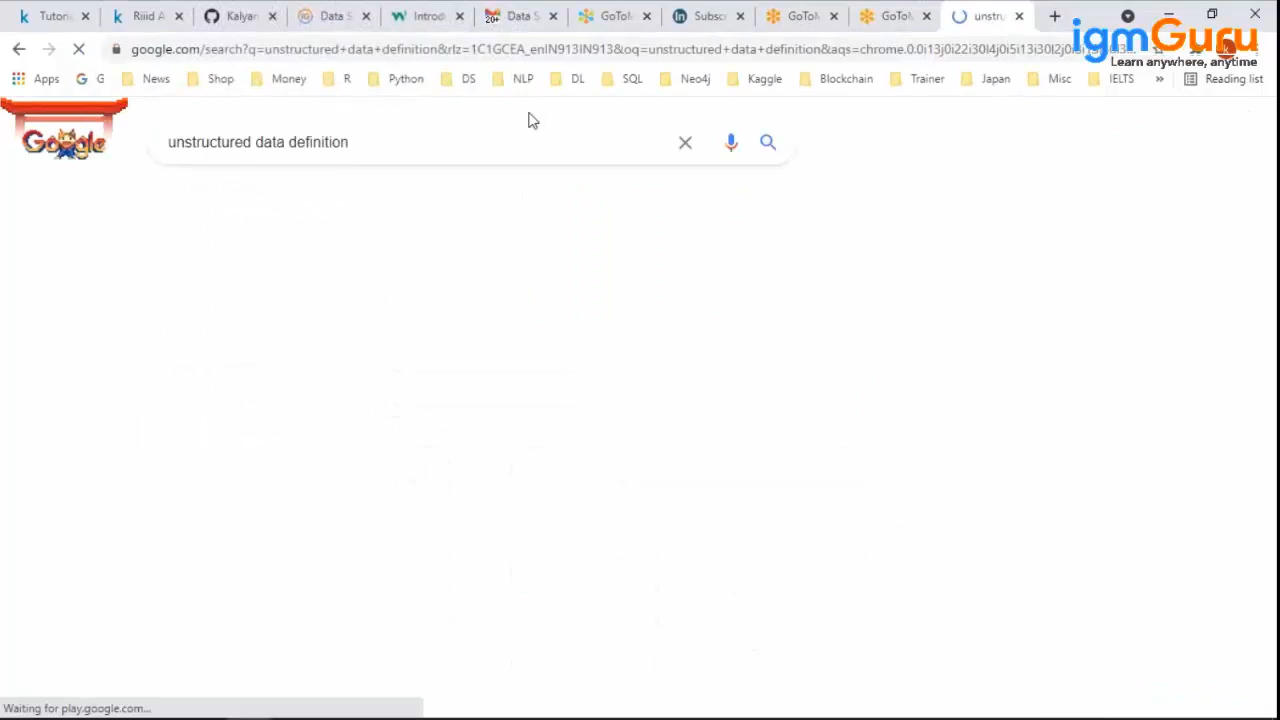 Tutori
Riiid A
Kalyan
Data S
Introd
20+
Data S
GoToM
Subscr
GoToM
GoToM
unstru
google.com/search?q=unstructured+data+definition&rlz=1C1GCEA_enIN913IN913&oq=unstructured+data+definition&aqs=chrome.0.0i13j0i22i30l4j0i5i13i30l2j0i
igmGuru
Learn anywhere, anytime
Apps
G
News
Shop
Money
R
Python
DS
NLP
DL
SQL
Neo4j
Kaggle
Blockchain
Trainer
Japan
Misc
IELTS
»
Reading list
Google
unstructured data definition
Waiting for play.google.com...